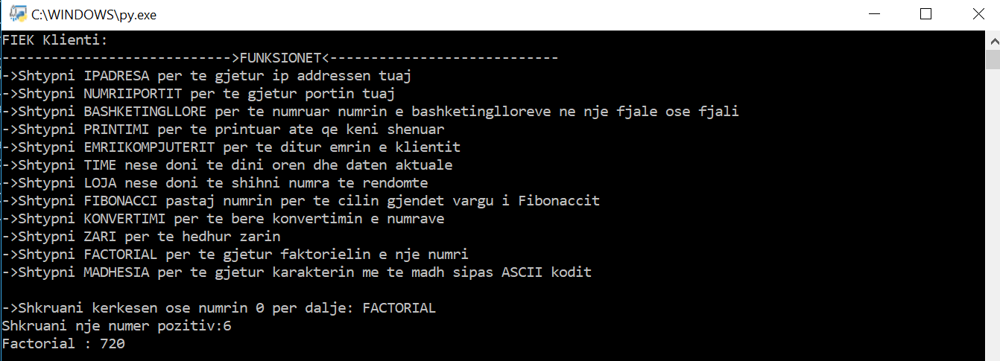 C:\WINDOWS\py.exe
FIEK Klienti:
---------------------------->FUNKSIONET<----------------------------
->Shtypni IPADRESA per te gjetur ip addressen tuaj
->Shtypni NUMRIIPORTIT per te gjetur portin tuaj
->Shtypni BASHKETINGLLORE per te numruar numrin e bashketinglloreve ne nje fjale ose fjali
->Shtypni PRINTIMI per te printuar ate qe keni shenuar
->Shtypni EMRIIKOMPJUTERIT per te ditur emrin e klientit
->Shtypni TIME nese doni te dini oren dhe daten aktuale
->Shtypni LOJA nese doni te shihni numra te rendomte
->Shtypni FIBONACCI pastaj numrin per te cilin gjendet vargu i Fibonaccit
->Shtypni KONVERTIMI per te bere konvertimin e numrave
->Shtypni ZARI per te hedhur zarin
->Shtypni FACTORIAL per te gjetur faktorielin e nje numri
->Shtypni MADHESIA per te gjetur karakterin me te madh sipas ASCII kodit
->Shkruani kerkesen ose numrin 0 per dalje: FACTORIAL
Shkruani nje numer pozitiv:6
Factorial : 720